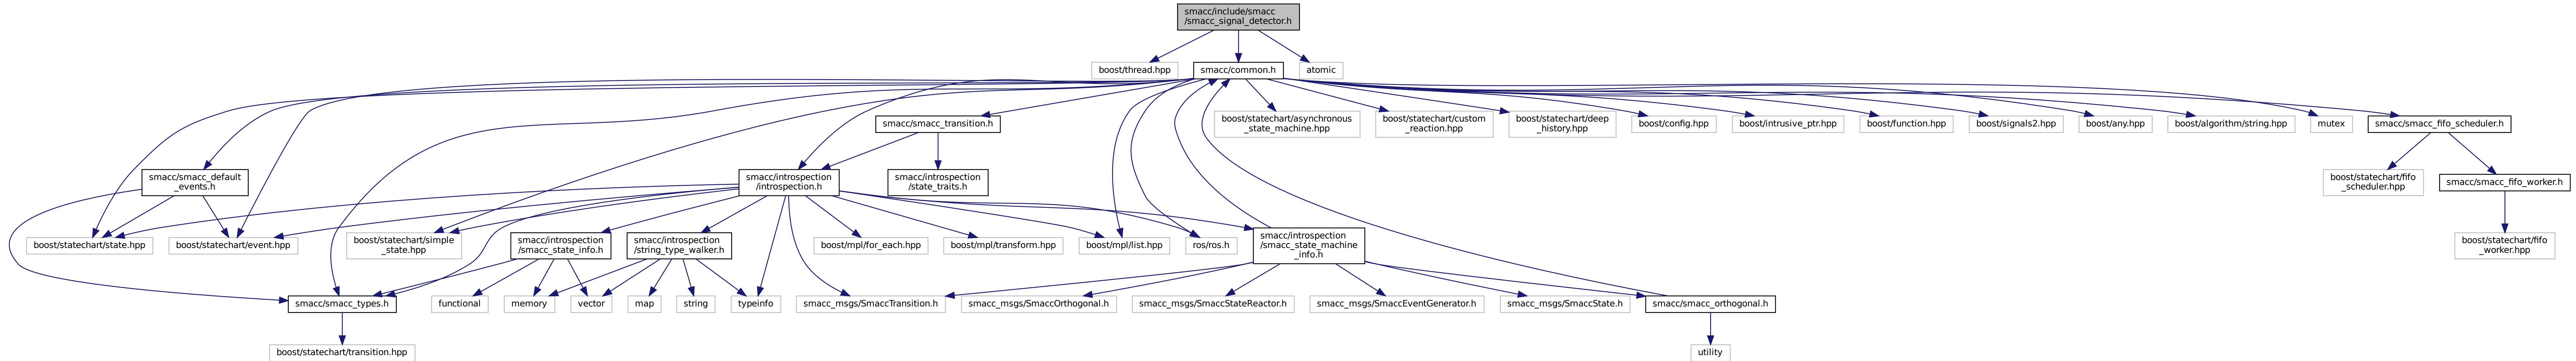 smacc/include/smacc
/smacc_signal_detector.h
boost/thread.hpp
smacc/common.h
atomic
smacc/smacc_transition.h
boost/statechart/asynchronous
_state_machine.hpp
boost/statechart/custom
_reaction.hpp
boost/statechart/deep
_history.hpp
boost/config.hpp
boost/intrusive_ptr.hpp
boost/function.hpp
boost/signals2.hpp
boost/any.hpp
boost/algorithm/string.hpp
mutex
smacc/smacc_fifo_scheduler.h
smacc/smacc_default
_events.h
smacc/introspection
/introspection.h
smacc/introspection
/state_traits.h
boost/statechart/fifo
_scheduler.hpp
smacc/smacc_fifo_worker.h
boost/statechart/state.hpp
boost/statechart/event.hpp
boost/statechart/simple
_state.hpp
smacc/introspection
/smacc_state_info.h
smacc/introspection
/string_type_walker.h
boost/mpl/for_each.hpp
boost/mpl/transform.hpp
boost/mpl/list.hpp
ros/ros.h
smacc/introspection
/smacc_state_machine
_info.h
boost/statechart/fifo
_worker.hpp
smacc/smacc_types.h
functional
memory
vector
map
string
typeinfo
smacc_msgs/SmaccTransition.h
smacc_msgs/SmaccOrthogonal.h
smacc_msgs/SmaccStateReactor.h
smacc_msgs/SmaccEventGenerator.h
smacc_msgs/SmaccState.h
smacc/smacc_orthogonal.h
boost/statechart/transition.hpp
utility